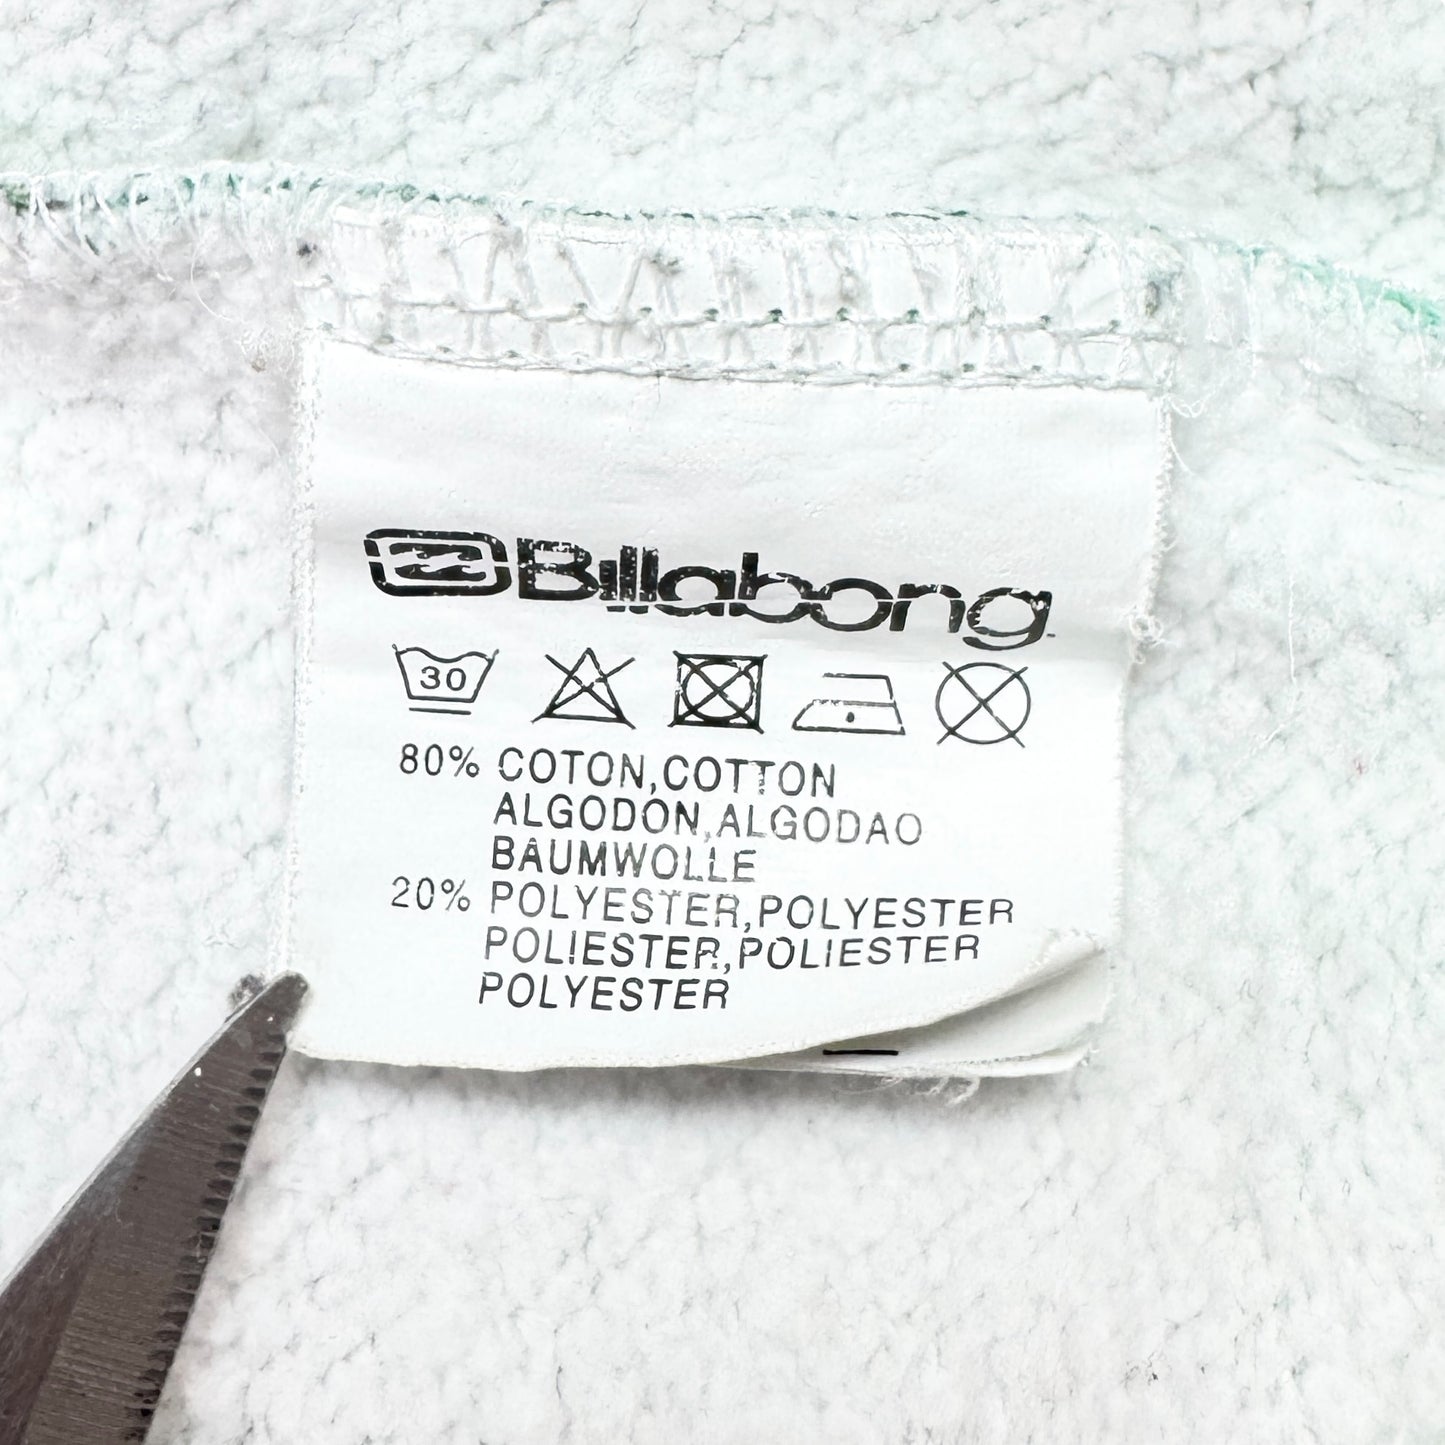 Billabong
30
80% COTON,COTTON
ALGODON,ALGODAO
BAUMWOLLE
20% POLYESTER,POLYESTER
POLIESTER,POLIESTER
POLYESTER